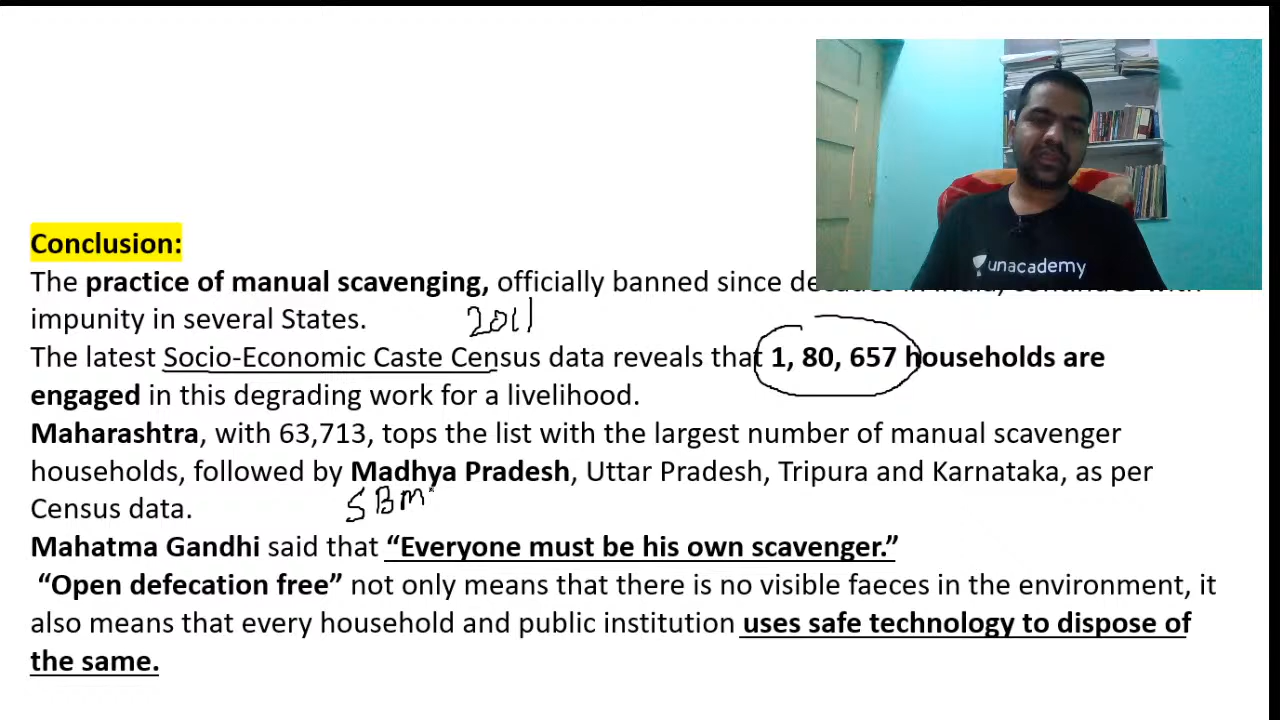 unacademy
Conclusion:
The practice of manual scavenging, officially banned since
impunity in several States.
2011
The latest Socio-Economic Caste Census data reveals that 1, 80, 657 households are
engaged in this degrading work for a livelihood.
Maharashtra, with 63,713, tops the list with the largest number of manual scavenger
households, followed by Madhya Pradesh, Uttar Pradesh, Tripura and Karnataka, as per
Census data.
SBM
Mahatma Gandhi said that “Everyone must be his own scavenger.”
“Open defecation free” not only means that there is no visible faeces in the environment, it
also means that every household and public institution uses safe technology to dispose of
the same.